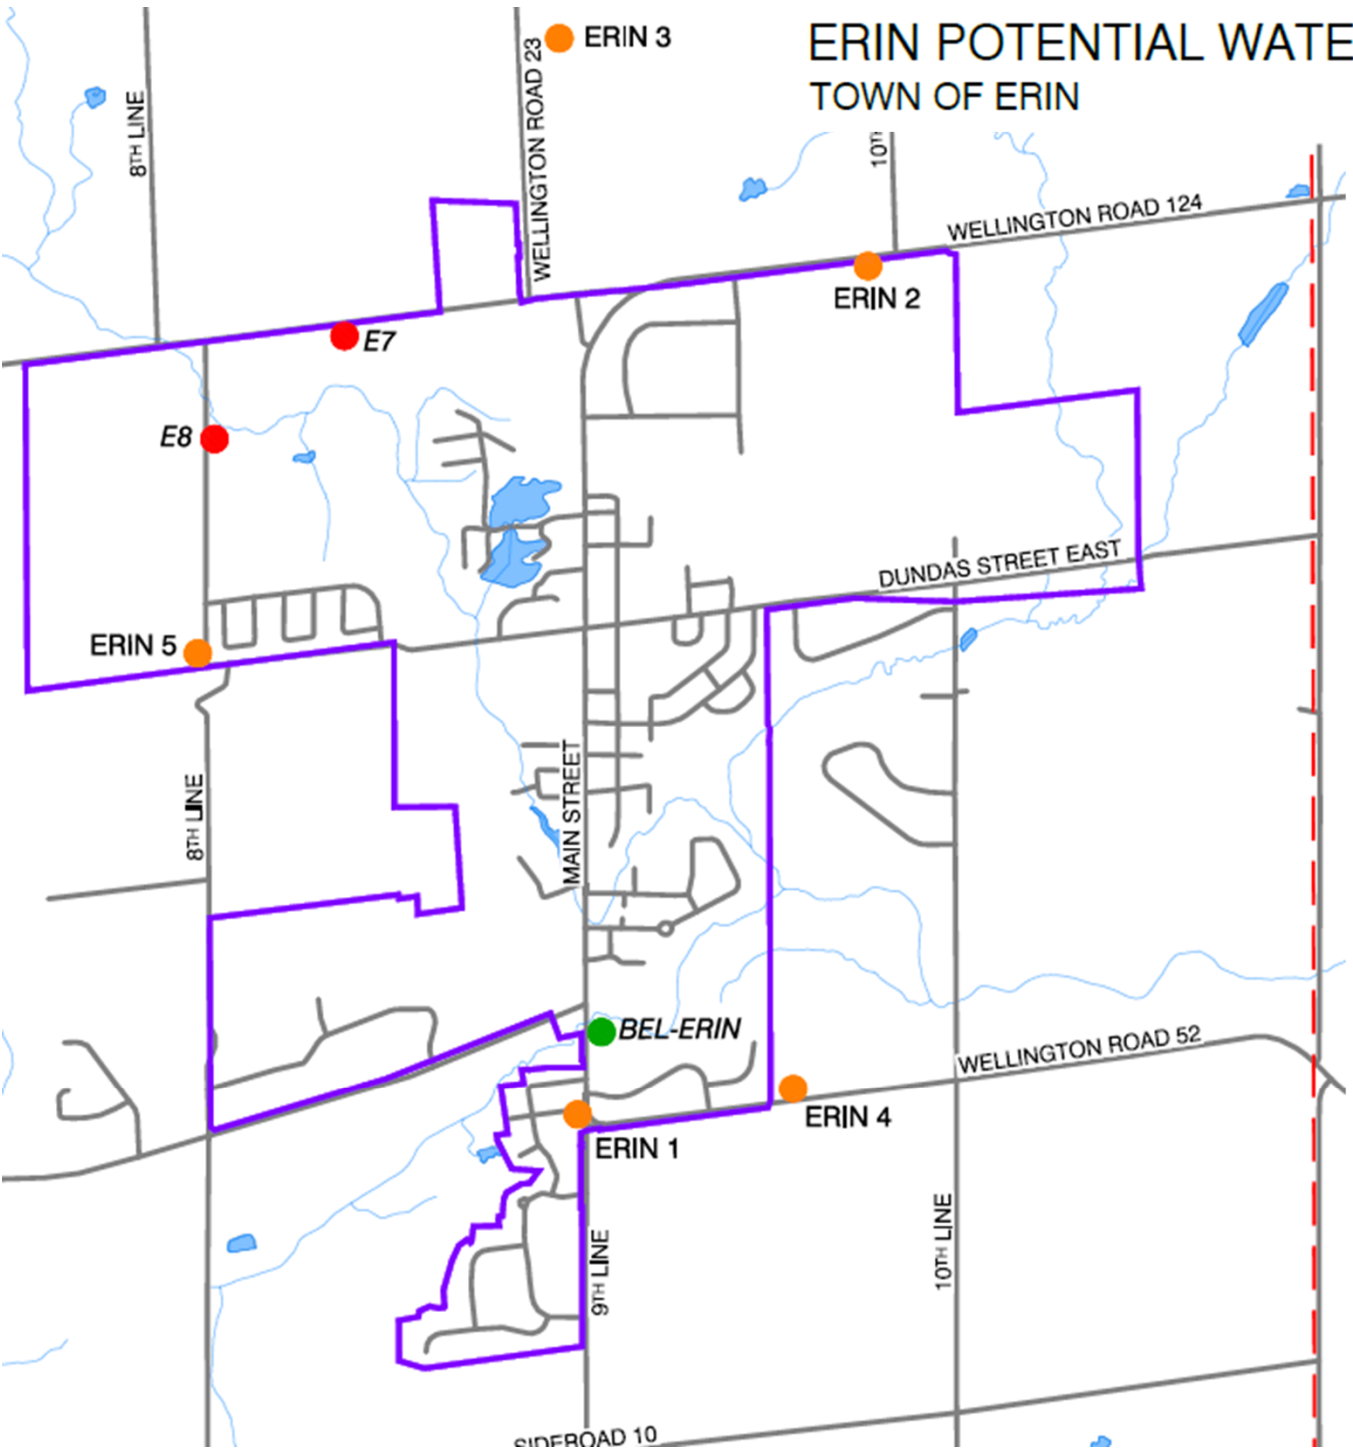 ERIN POTENTIAL WATE
TOWN OF ERIN
ERIN 3
WELLINGTON ROAD 23
8TH LINE
10TH
WELLINGTON ROAD 124
ERIN 2
E7
E8
DUNDAS STREET EAST
ERIN 5
MAIN STREET
8TH LINE
BEL-ERIN
WELLINGTON ROAD 52
ERIN 4
ERIN 1
10TH LINE
9TH LINE
SIDEROAD 10